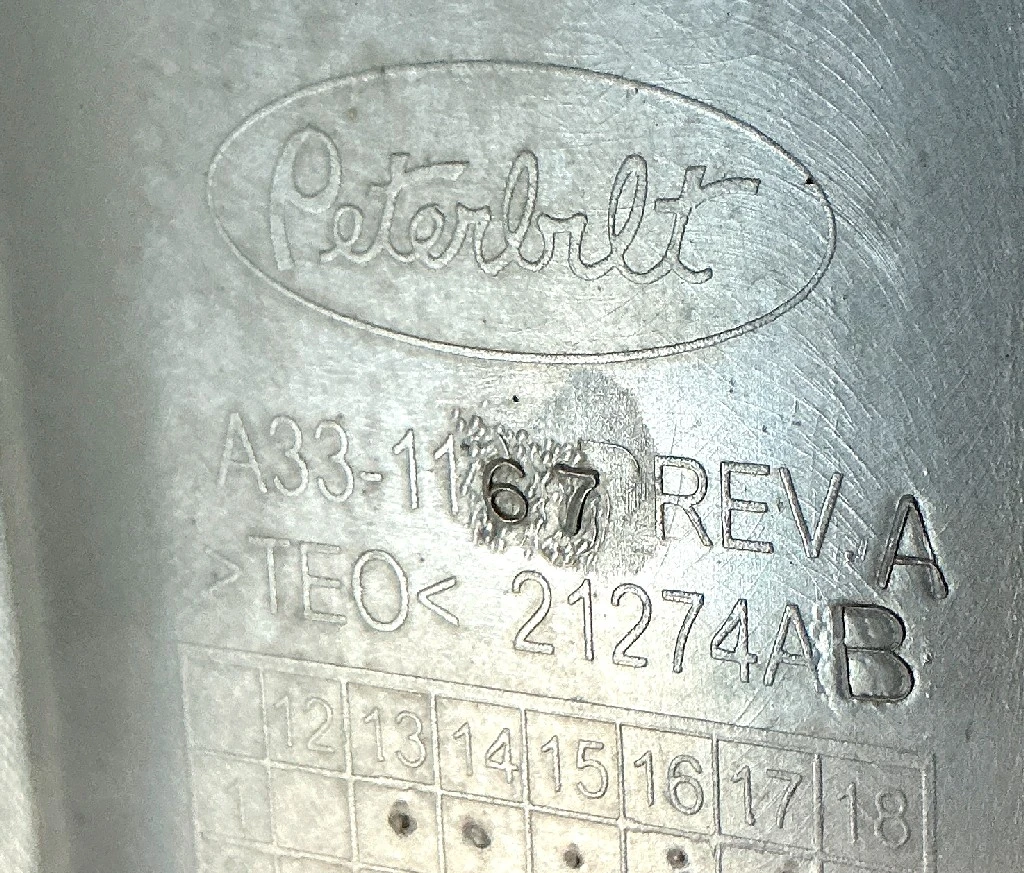 Peterbilt
A33-1167 REV A
>TEO< 21274AB
12 13 14 15 16 17 18
1